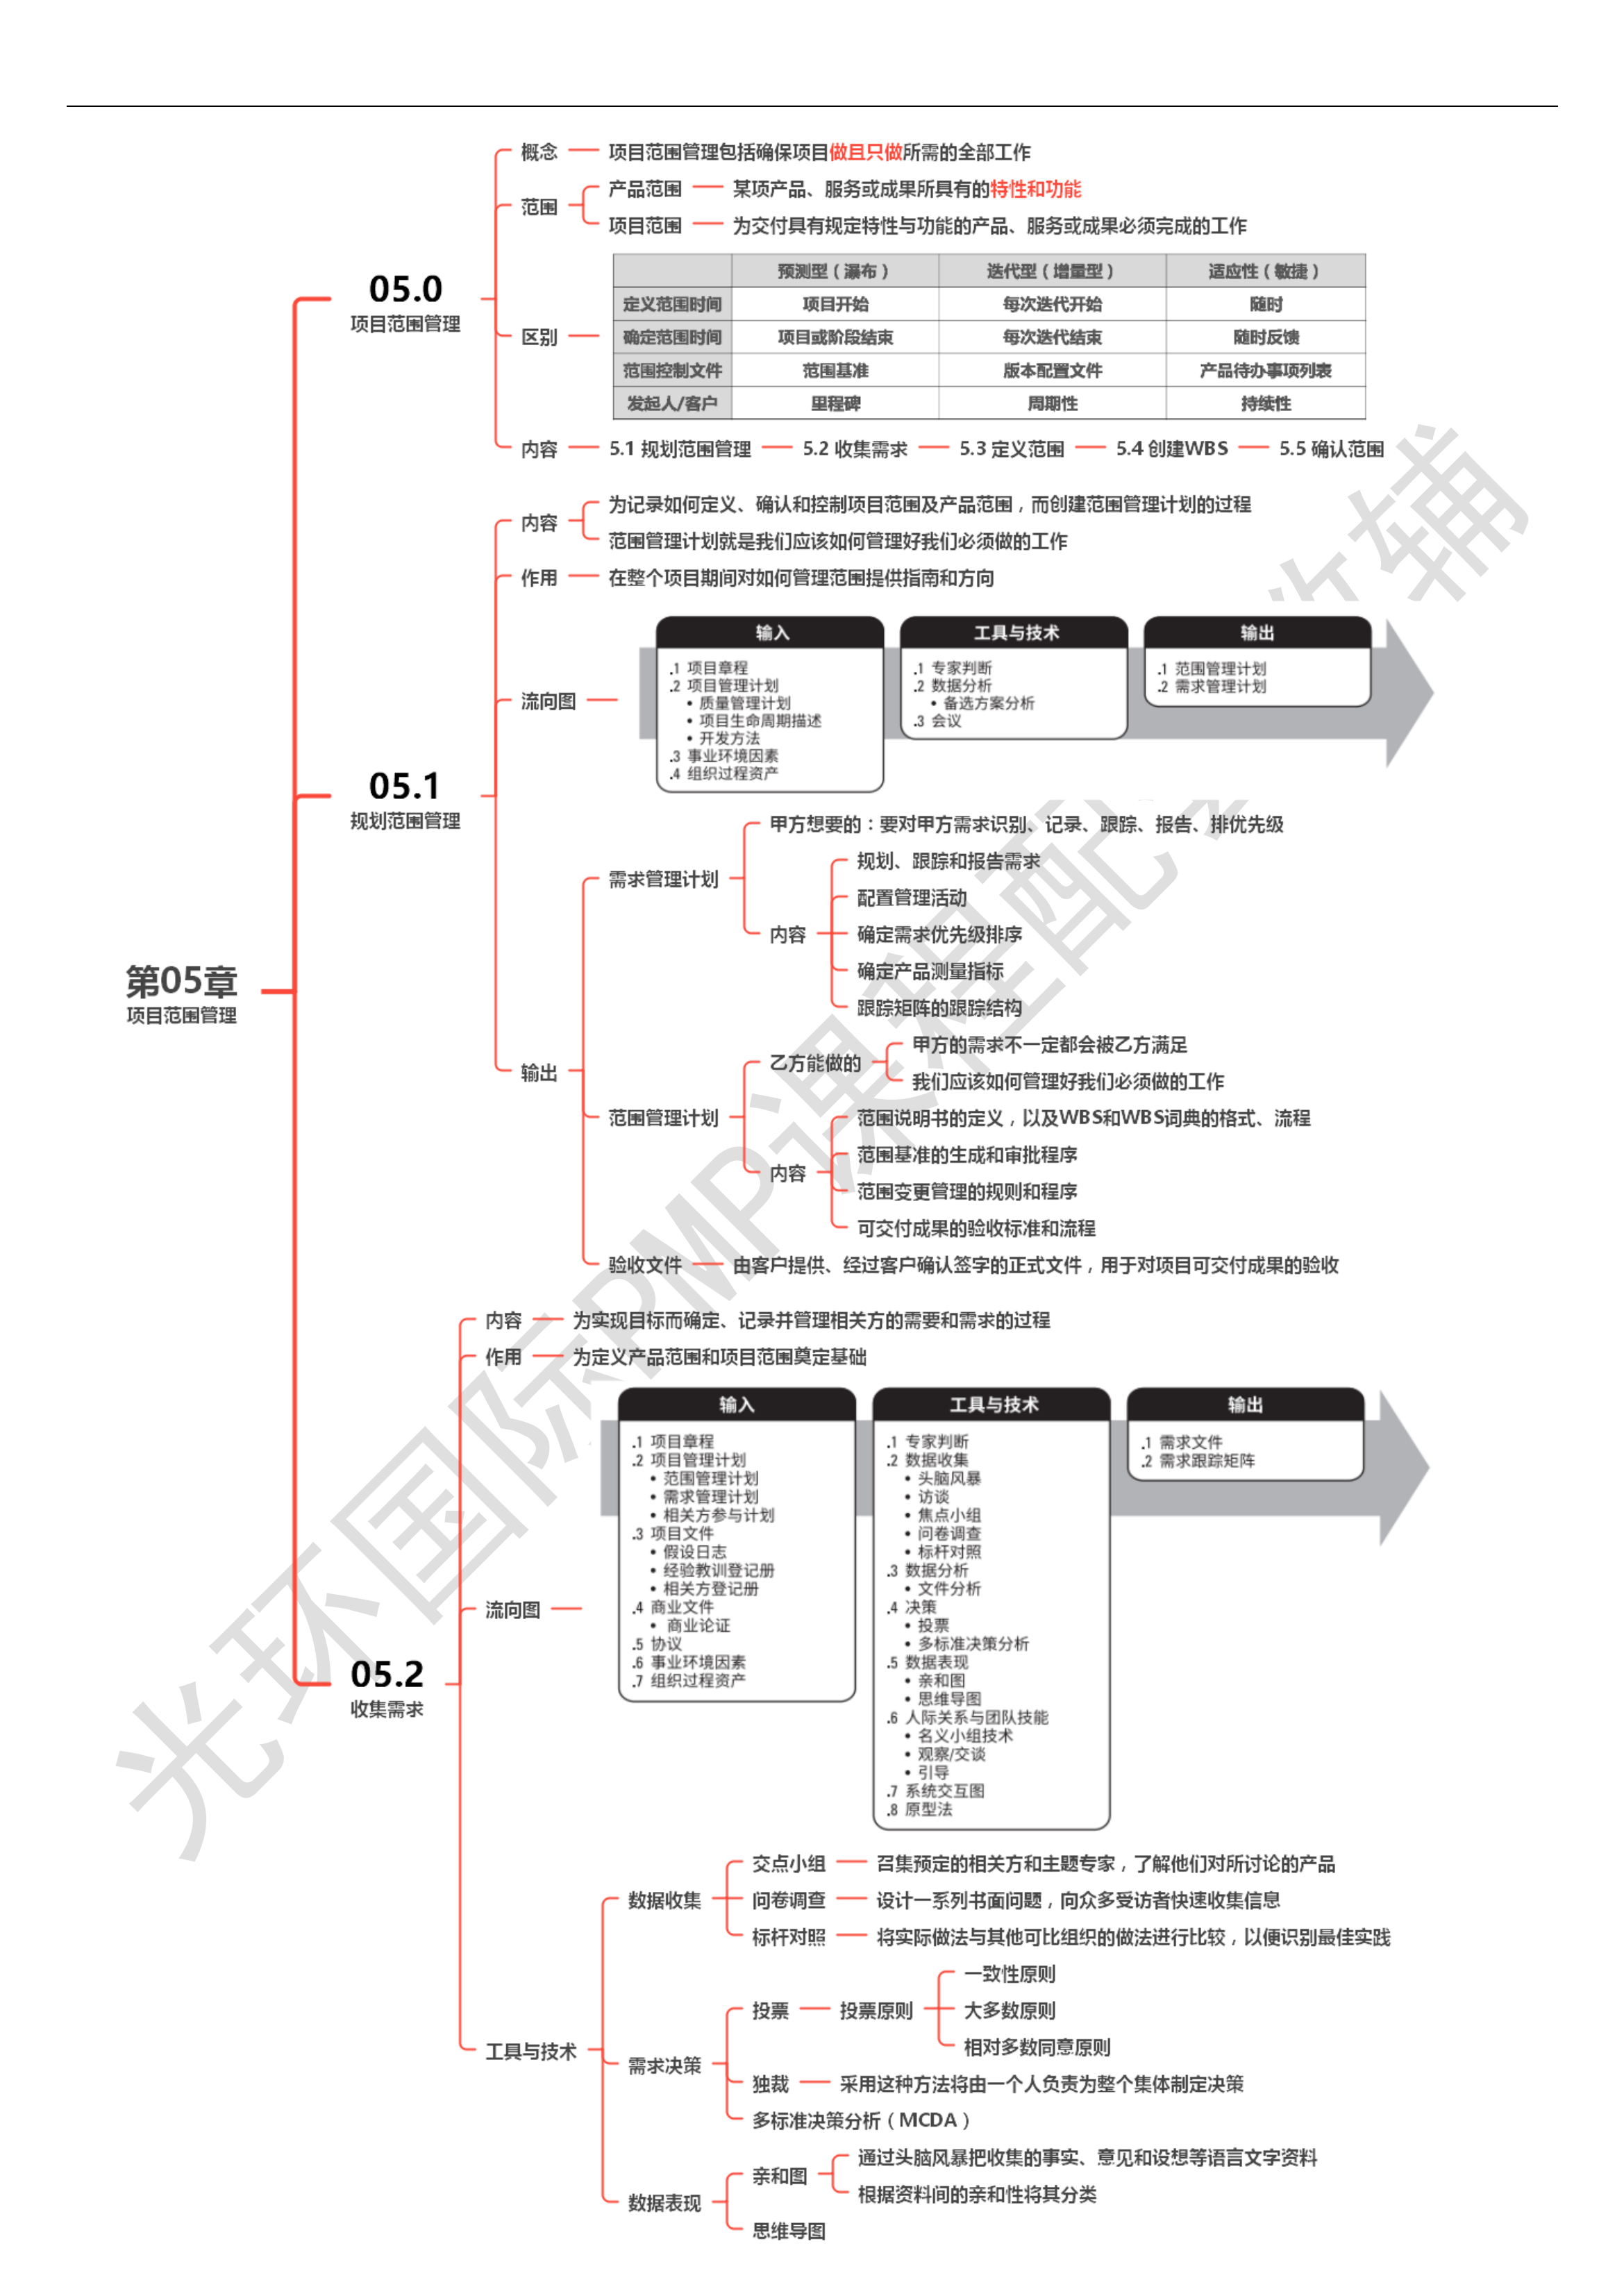 第05章
项目范围管理
05.0
项目范围管理
概念
项目范围管理包括确保项目做且只做所需的全部工作
范围
产品范围
某项产品、服务或成果所具有的特性和功能
项目范围
为交付具有规定特性与功能的产品、服务或成果必须完成的工作
区别
预测型（瀑布） 迭代型（增量型） 适应性（敏捷）
定义范围时间 项目开始 每次迭代开始 随时
确定范围时间 项目或阶段结束 每次迭代结束 随时反馈
范围控制文件 范围基准 版本配置文件 产品待办事项列表
发起人/客户 里程碑 周期性 持续性
内容
5.1 规划范围管理 5.2 收集需求 5.3 定义范围 5.4 创建WBS 5.5 确认范围
05.1
规划范围管理
内容
为记录如何定义、确认和控制项目范围及产品范围，而创建范围管理计划的过程
范围管理计划就是我们应该如何管理好我们必须做的工作
作用
在整个项目期间对如何管理范围提供指南和方向
流向图
输入
.1 项目章程
.2 项目管理计划
• 质量管理计划
• 项目生命周期描述
• 开发方法
.3 事业环境因素
.4 组织过程资产
工具与技术
.1 专家判断
.2 数据分析
• 备选方案分析
.3 会议
输出
.1 范围管理计划
.2 需求管理计划
输出
需求管理计划
甲方想要的：要对甲方需求识别、记录、跟踪、报告、排优先级
内容
规划、跟踪和报告需求
配置管理活动
确定需求优先级排序
确定产品测量指标
跟踪矩阵的跟踪结构
范围管理计划
乙方能做的
甲方的需求不一定都会被乙方满足
我们应该如何管理好我们必须做的工作
内容
范围说明书的定义，以及WBS和WBS词典的格式、流程
范围基准的生成和审批程序
范围变更管理的规则和程序
可交付成果的验收标准和流程
验收文件
由客户提供、经过客户确认签字的正式文件，用于对项目可交付成果的验收
05.2
收集需求
内容
为实现目标而确定、记录并管理相关方的需要和需求的过程
作用
为定义产品范围和项目范围奠定基础
流向图
输入
.1 项目章程
.2 项目管理计划
• 范围管理计划
• 需求管理计划
• 相关方参与计划
.3 项目文件
• 假设日志
• 经验教训登记册
• 相关方登记册
.4 商业文件
• 商业论证
.5 协议
.6 事业环境因素
.7 组织过程资产
工具与技术
.1 专家判断
.2 数据收集
• 头脑风暴
• 访谈
• 焦点小组
• 问卷调查
• 标杆对照
.3 数据分析
• 文件分析
.4 决策
• 投票
• 多标准决策分析
.5 数据表现
• 亲和图
• 思维导图
.6 人际关系与团队技能
• 名义小组技术
• 观察/交谈
• 引导
.7 系统交互图
.8 原型法
输出
.1 需求文件
.2 需求跟踪矩阵
工具与技术
数据收集
交点小组
召集预定的相关方和主题专家，了解他们对所讨论的产品
问卷调查
设计一系列书面问题，向众多受访者快速收集信息
标杆对照
将实际做法与其他可比组织的做法进行比较，以便识别最佳实践
需求决策
投票
投票原则
一致性原则
大多数原则
相对多数同意原则
独裁
采用这种方法将由一个人负责为整个集体制定决策
多标准决策分析（MCDA）
数据表现
亲和图
通过头脑风暴把收集的事实、意见和设想等语言文字资料
根据资料间的亲和性将其分类
思维导图